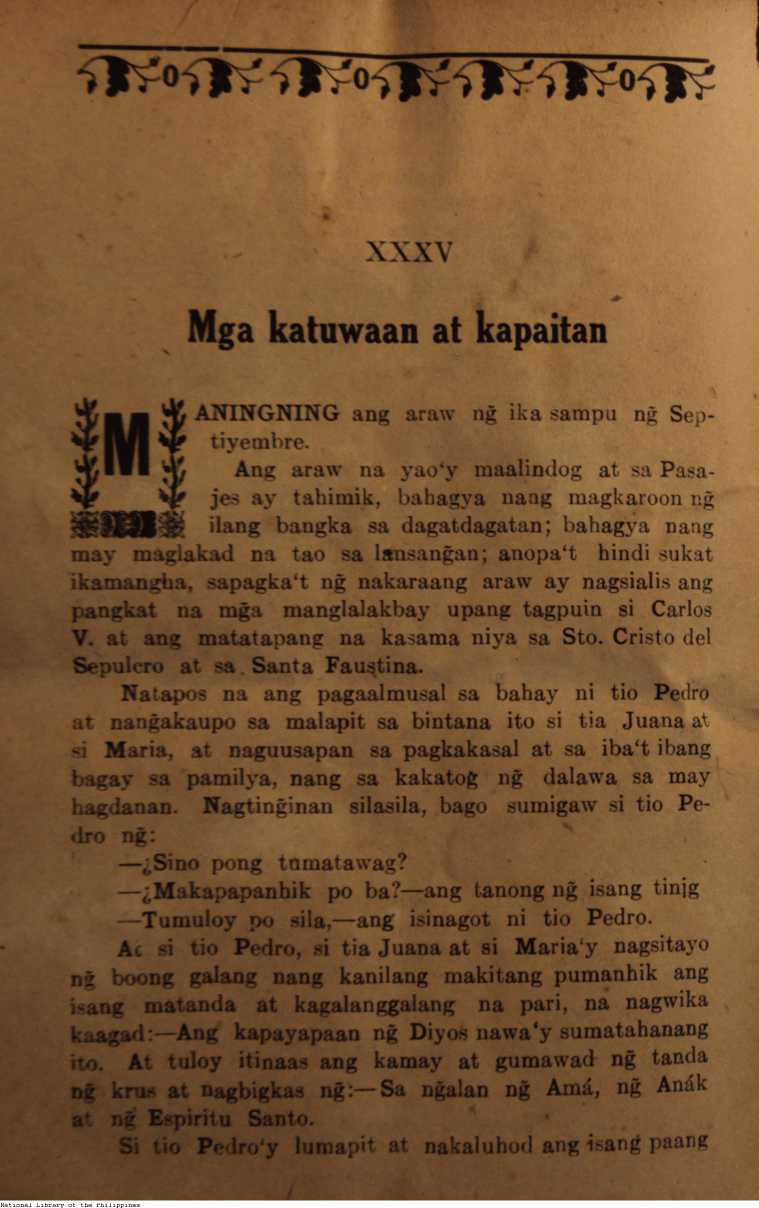 XXXV
Mga katuwaan at kapaitan
MANINGNING ang araw ng̃ ika sampu ng̃ Sep-
tiyembre.
Ang araw na yao‘y maalindog at sa Pasa-
jes ay tahimik, bahagya nang magkaroon ng̃
ilang bangka sa dagatdagatan; bahagya nang
may maglakad na tao sa lansang̃an; anopa‘t hindi sukat
ikamangha, sapagka‘t ng̃ nakaraang araw ay nagsialis ang
pangkat na mg̃a manglalakbay upang tagpuin si Carlos
V. at ang matatapang na kasama niya sa Sto. Cristo del
Sepulcro at sa Santa Faustina.
Natapos na ang pagaalmusal sa bahay ni tio Pedro
at nang̃akaupo sa malapit sa bintana ito si tia Juana at
si Maria, at naguusapan sa pagkakasal at sa iba‘t ibang
bagay sa pamilya, nang sa kakatog ng̃ dalawa sa may
hagdanan. Nagting̃inan silasila, bago sumigaw si tio Pe-
dro ng̃:
—¿Sino pong tumatawag?
—¿Makapapanhik po ba?—ang tanong ng̃ isang tinig
—Tumuloy po sila,—ang isinagot ni tio Pedro.
At si tio Pedro, si tia Juana at si Maria‘y nagsitayo
ng̃ boong galang nang kanilang makitang pumanhik ang
isang matanda at kagalanggalang na pari, na nagwika
kaagad:—Ang kapayapaan ng̃ Diyos nawa‘y sumatahanang
ito. At tuloy itinaas ang kamay at gumawad ng̃ tanda
ng̃ krus at nagbigkas ng̃:—Sa ng̃alan ng̃ Amá, ng̃ Anák
at ng̃ Espiritu Santo.
Si tio Pedro‘y lumapit at nakaluhod ang isang paang
National Library of the Philippines